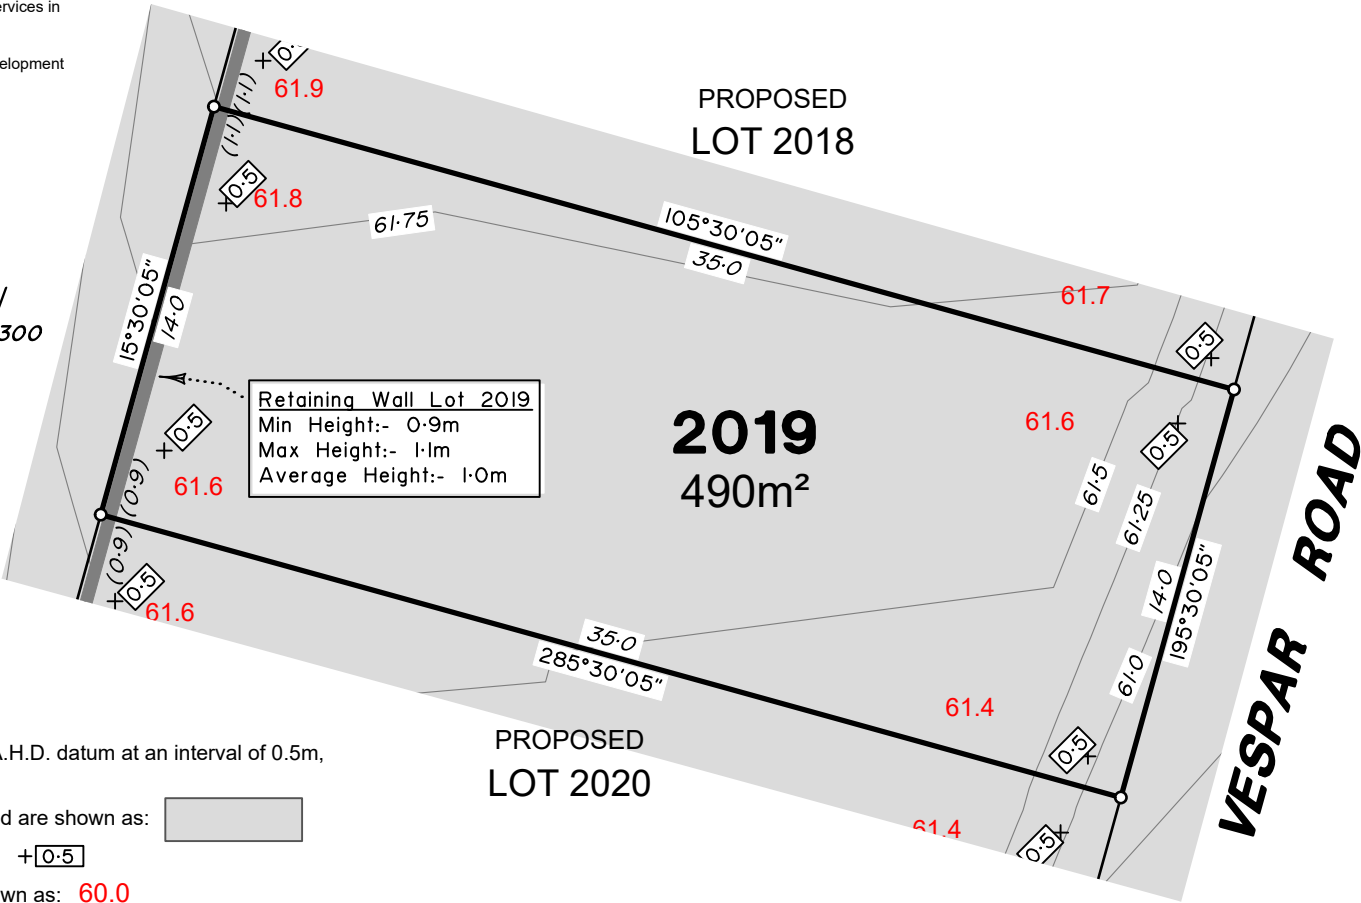 ervices in
elopment
0.
61.9
(1·1)
(1·1)
0·5
61.8
PROPOSED
LOT 2018
61·75
105°30'05"
35·0
61.7
0·5
15°30'05"
14·0
/
300
Retaining Wall Lot 2019
Min Height:- 0·9m
Max Height:- 1·1m
Average Height:- 1·0m
2019
490m²
61.6
0·5
0·5
61.6
(0·9)
(0·9)
0·5
61.6
61·5
61·25
14·0
195°30'05"
61·0
VESPAR ROAD
35·0
285°30'05"
61.4
0·5
PROPOSED
LOT 2020
61.4
0·5
A.H.D. datum at an interval of 0.5m,
d are shown as:
+ 0·5
wn as: 60.0